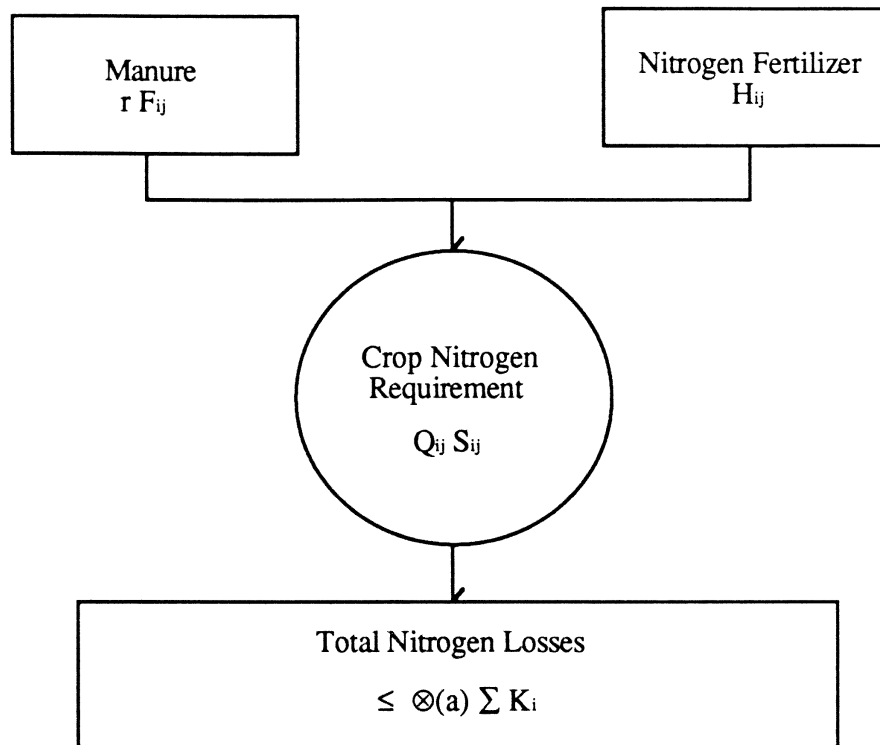 Manure
r Fij
Nitrogen Fertilizer
Hij
Crop Nitrogen
Requirement
Qij Sij
Total Nitrogen Losses
≤ ⊗(a) ∑ Ki